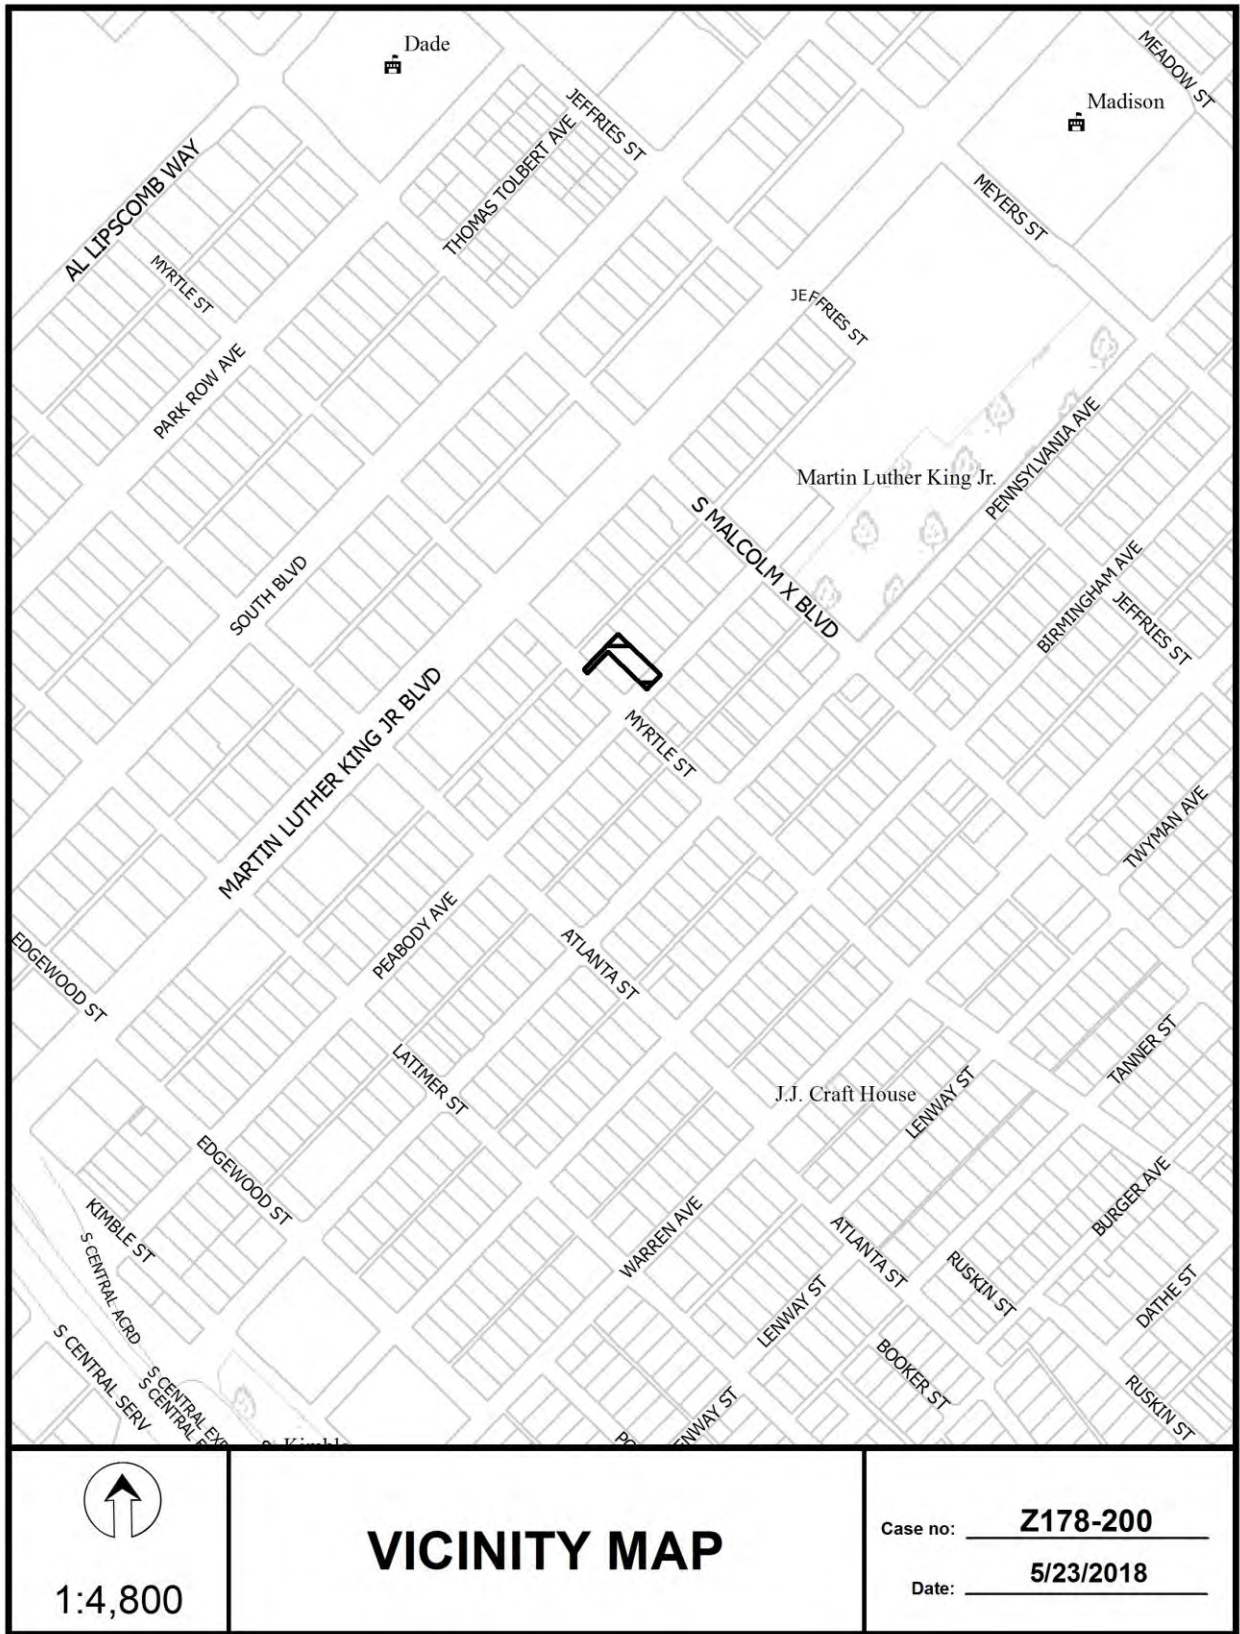 Dade
MEADOW ST
JEFFRIES ST
Madison
THOMAS TOLBERT AVE
AL LIPSCOMB WAY
MEYERS ST
MYRTLE ST
JEFFRIES ST
PARK ROW AVE
PENNSYLVANIA AVE
Martin Luther King Jr.
S MALCOLM X BLVD
SOUTH BLVD
BIRMINGHAM AVE
JEFFRIES ST
MARTIN LUTHER KING JR BLVD
MYRTLE ST
TWYMAN AVE
PEABODY AVE
EDGEWOOD ST
ATLANTA ST
LATIMER ST
TANNER ST
J.J. Craft House
LENWAY ST
EDGEWOOD ST
KIMBLE ST
BURGER AVE
WARREN AVE
ATLANTA ST
S CENTRAL ACRD
RUSKIN ST
DATHE ST
LENWAY ST
S CENTRAL SERV
BOOKER ST
S CENTRAL
S CENTRAL
RUSKIN ST
ENWAY ST
VICINITY MAP
1:4,800
Case no: Z178-200
Date: 5/23/2018